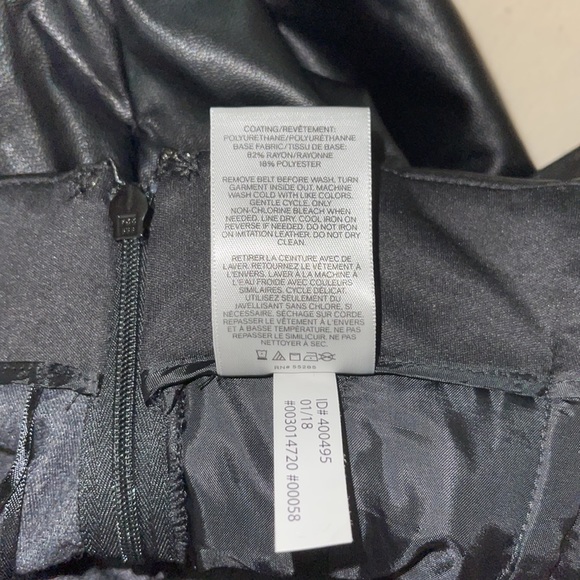 COATING/REVÊTEMENT:
POLYURETHANE/POLYURÉTHANNE
BASE FABRIC/TISSU DE BASE:
82% RAYON/RAYONNE
18% POLYESTER
REMOVE BELT BEFORE WASH, TURN
GARMENT INSIDE OUT, MACHINE
WASH COLD WITH LIKE COLORS.
GENTLE CYCLE. ONLY
NON-CHLORINE BLEACH WHEN
NEEDED. LINE DRY. COOL IRON ON
REVERSE IF NEEDED. DO NOT IRON
ON IMITATION LEATHER. DO NOT DRY
CLEAN.
RETIRER LA CEINTURE AVEC DE
LAVER. RETOURNEZ LE VÊTEMENT À
L'ENVERS. LAVER À LA MACHINE À
L'EAU FROIDE AVEC COULEURS
SIMILAIRES. CYCLE DÉLICAT.
UTILISEZ SEULEMENT DU
JAVELLISANT SANS CHLORE, SI
NÉCESSAIRE. SÉCHAGE SUR CORDE.
REPASSER LE VÊTEMENT À L'ENVERS
ET À BASSE TEMPÉRATURE. NE PAS
REPASSER LE SIMILICUIR. NE PAS
NETTOYER À SEC.
RN# 55285
ID# 400495
01/18
#003014720 #00058